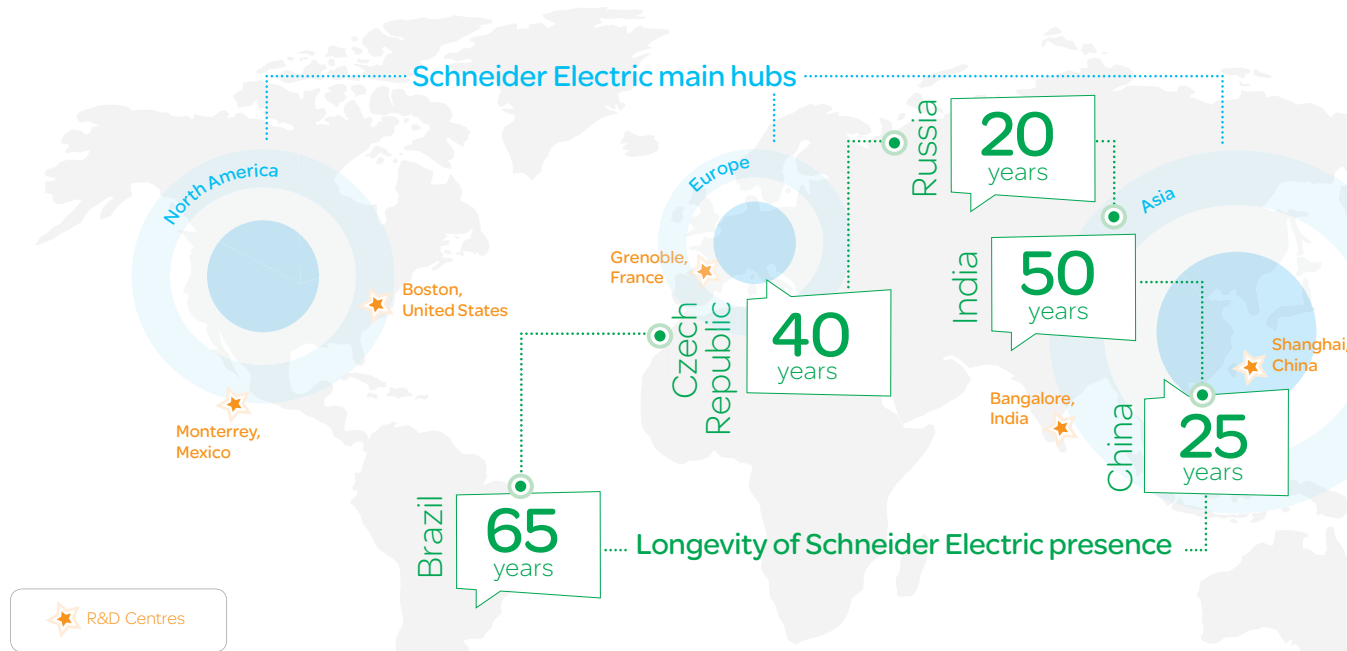 Schneider Electric main hubs
North America
Europe
Asia
Russia
20
years
India
50
years
Grenoble,
France
Boston,
United States
Czech
Republic
40
years
Shanghai,
China
Monterrey,
Mexico
Bangalore,
India
China
25
years
Brazil
65
years
Longevity of Schneider Electric presence
R&D Centres